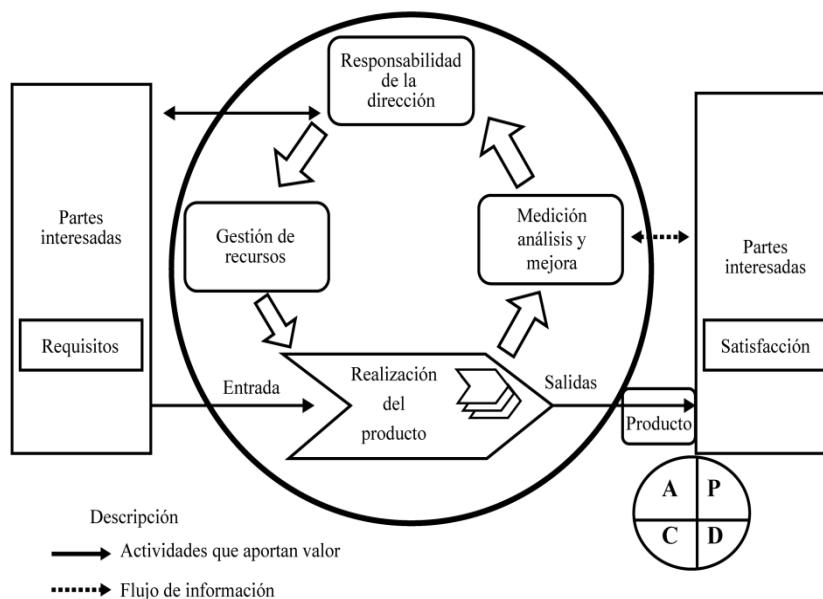 Responsabilidad
de la
dirección
Partes
interesadas
Requisitos
Gestión de
recursos
Medición
análisis y
mejora
Partes
interesadas
Satisfacción
Entrada
Realización
del
producto
Salidas
Producto
A P
C D
Descripción
Actividades que aportan valor
Flujo de información